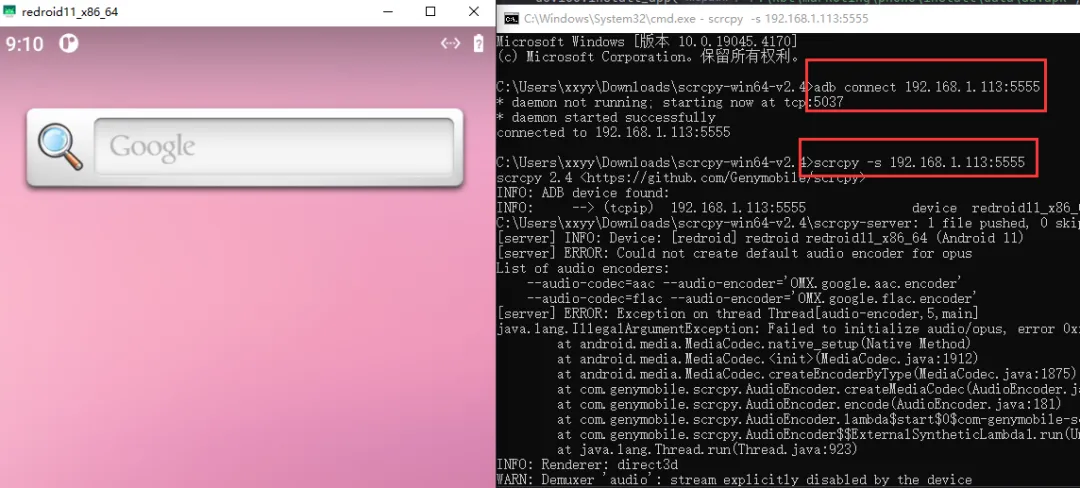 redroid11_x86_64
9:10
Google
C:\Windows\System32\cmd.exe - scrcpy -s 192.168.1.113:5555
Microsoft Windows [版本 10.0.19045.4170]
(c) Microsoft Corporation。保留所有权利。
C:\Users\xxyy\Downloads\scrcpy-win64-v2.4>adb connect 192.168.1.113:5555
* daemon not running; starting now at tcp:5037
* daemon started successfully
connected to 192.168.1.113:5555
C:\Users\xxyy\Downloads\scrcpy-win64-v2.4>scrcpy -s 192.168.1.113:5555
scrcpy 2.4 <https://github.com/Genymobile/scrcpy>
INFO: ADB device found:
INFO:     --> (tcpip)  192.168.1.113:5555              device  redroid11_x86_
C:\Users\xxyy\Downloads\scrcpy-win64-v2.4\scrcpy-server: 1 file pushed, 0 skip
[server] INFO: Device: [redroid] redroid redroid11_x86_64 (Android 11)
[server] ERROR: Could not create default audio encoder for opus
List of audio encoders:
    --audio-codec=aac --audio-encoder='OMX.google.aac.encoder'
    --audio-codec=flac --audio-encoder='OMX.google.flac.encoder'
[server] ERROR: Exception on thread Thread[audio-encoder,5,main]
java.lang.IllegalArgumentException: Failed to initialize audio/opus, error 0x
        at android.media.MediaCodec.native_setup(Native Method)
        at android.media.MediaCodec.<init>(MediaCodec.java:1912)
        at android.media.MediaCodec.createEncoderByType(MediaCodec.java:1875)
        at com.genymobile.scrcpy.AudioEncoder.createMediaCodec(AudioEncoder.j
        at com.genymobile.scrcpy.AudioEncoder.encode(AudioEncoder.java:181)
        at com.genymobile.scrcpy.AudioEncoder.lambda$start$0$com-genymobile-s
        at com.genymobile.scrcpy.AudioEncoder$$ExternalSyntheticLambda1.run(U
        at java.lang.Thread.run(Thread.java:923)
INFO: Renderer: direct3d
WARN: Demuxer 'audio': stream explicitly disabled by the device